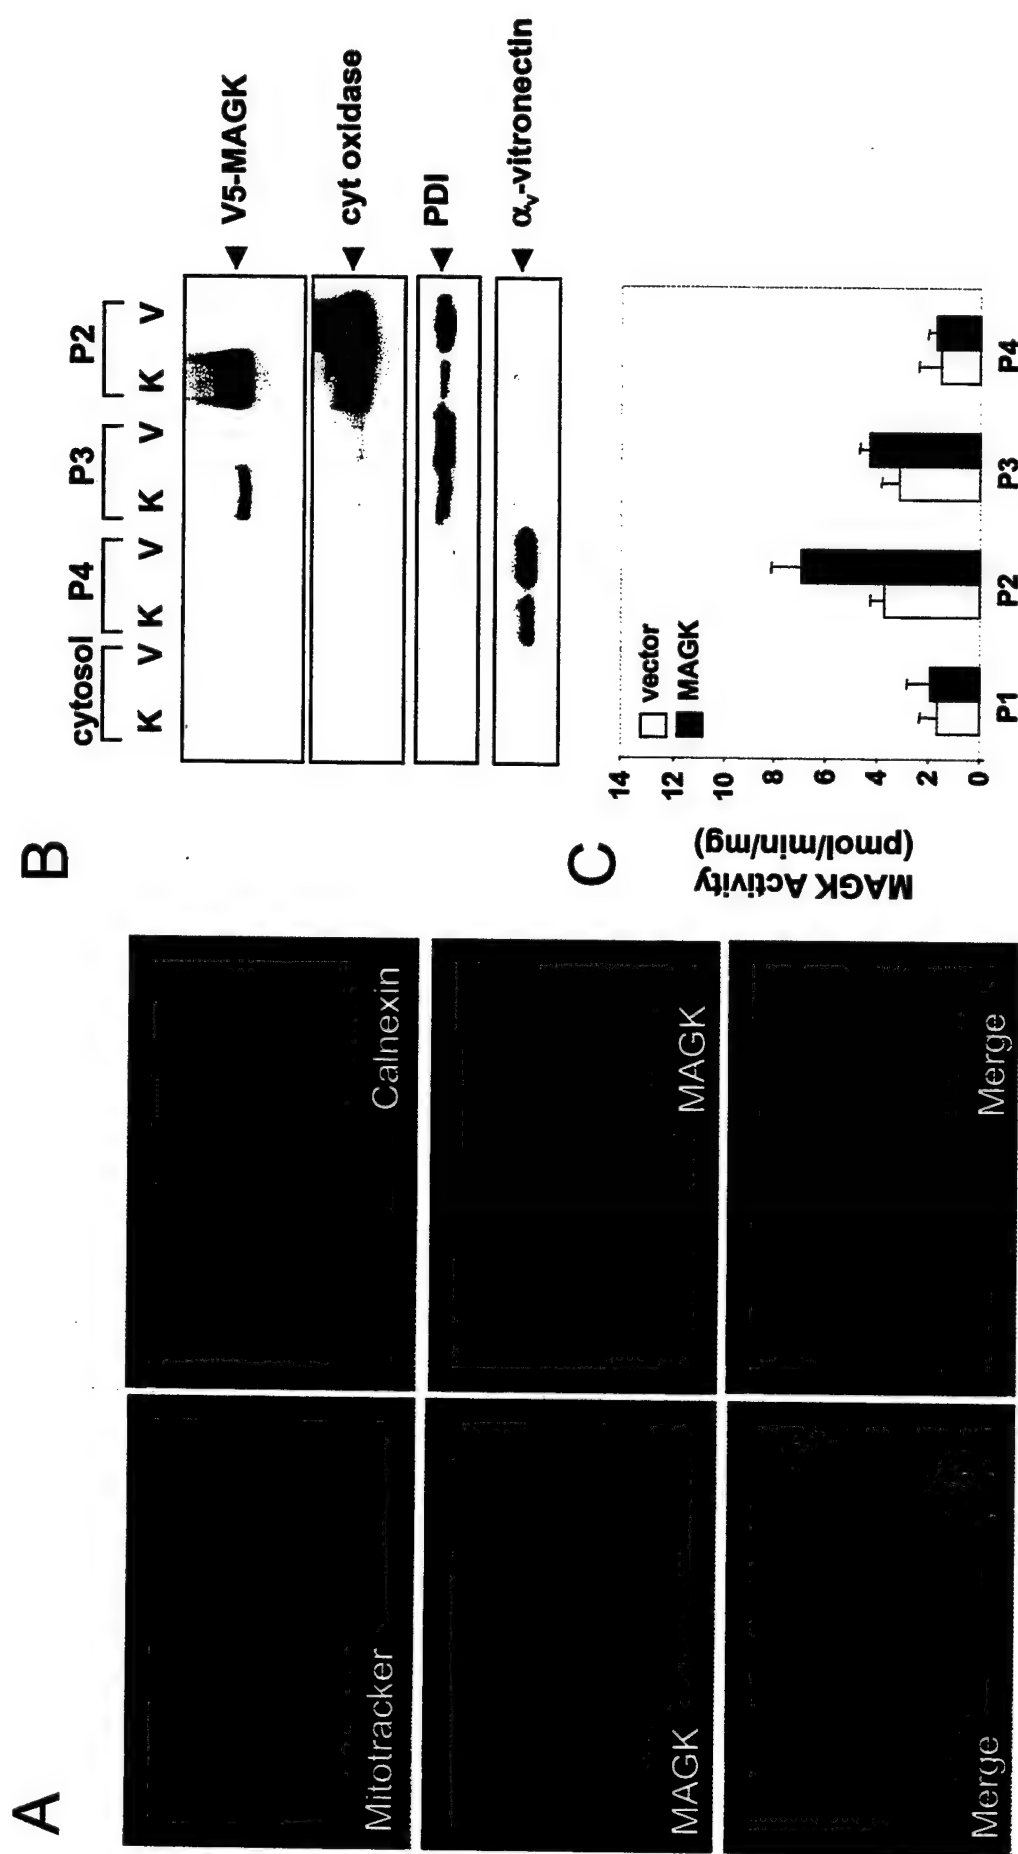 A
Mitotracker
Calnexin
MAGK
MAGK
Merge
Merge
B
cytosol P4 P3 P2
K V K V K V K V
V5-MAGK
cyt oxidase
PDI
αv-vitronectin
C
MAGK Activity
(pmol/min/mg)
14
12
10
8
6
4
2
0
vector
MAGK
P1 P2 P3 P4